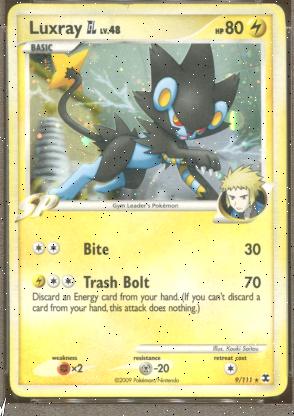 Luxray GL LV.48 HP 80
BASIC
Gym Leader's Pokémon
SP
Bite 30
Trash Bolt 70
Discard an Energy card from your hand. (If you can't discard a
card from your hand, this attack does nothing.)
Illus. Kouki Saitou
weakness resistance retreat cost
×2 -20
©2009 Pokémon/Nintendo 9/111 ★